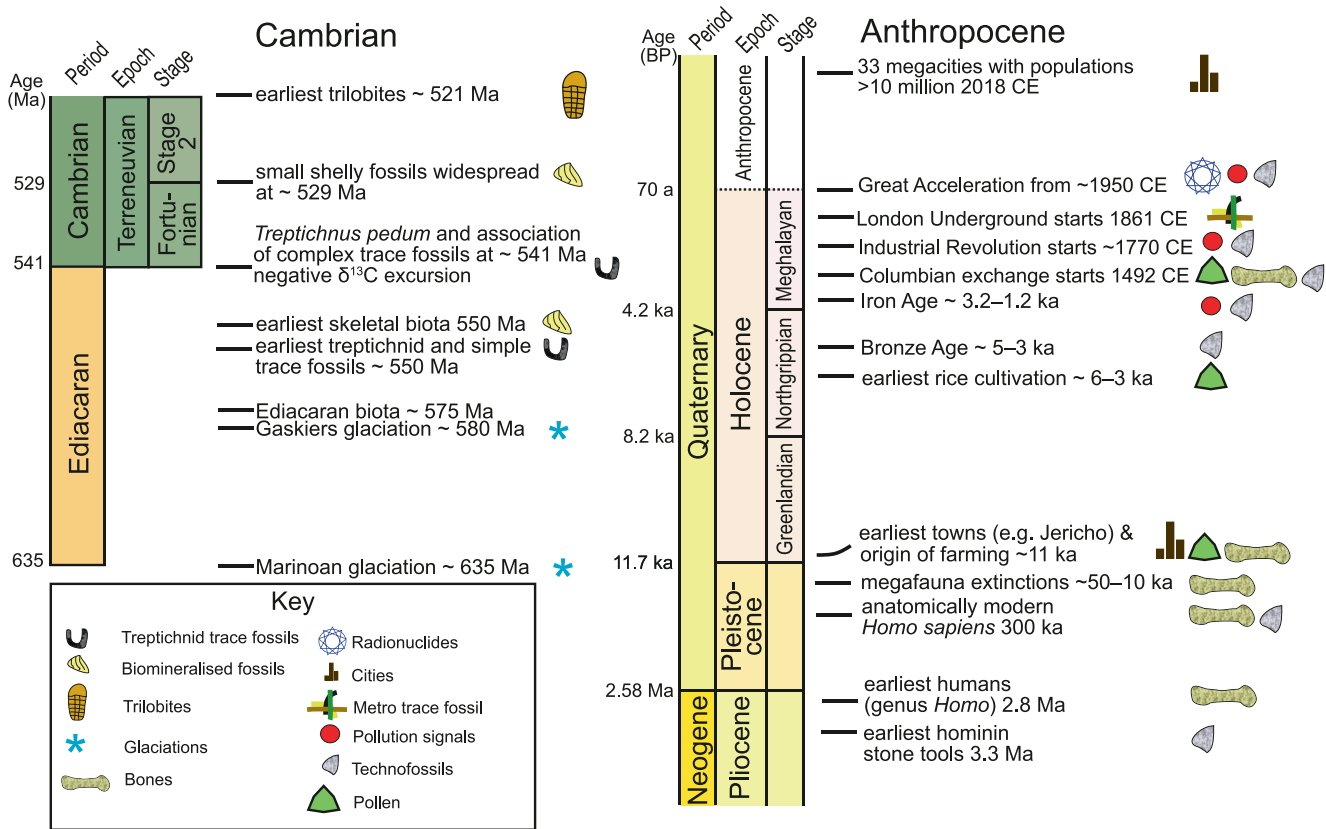 Cambrian
Age
(Ma)
Period
Epoch
Stage
Cambrian
Terreneuvian
Stage
2
Fortu-
nian
Ediacaran
529
541
635
earliest trilobites ~ 521 Ma
small shelly fossils widespread
at ~ 529 Ma
Treptichnus pedum and association
of complex trace fossils at ~ 541 Ma
negative δ¹³C excursion
earliest skeletal biota 550 Ma
earliest treptichnid and simple
trace fossils ~ 550 Ma
Ediacaran biota ~ 575 Ma
Gaskiers glaciation ~ 580 Ma
Marinoan glaciation ~ 635 Ma
Key
Treptichnid trace fossils
Biomineralised fossils
Trilobites
Glaciations
Bones
Radionuclides
Cities
Metro trace fossil
Pollution signals
Technofossils
Pollen
Anthropocene
Age
(BP)
Period
Epoch
Stage
Quaternary
Neogene
Anthropocene
Holocene
Pleisto-
cene
Pliocene
Meghalayan
Northgrippian
Greenlandian
70 a
4.2 ka
8.2 ka
11.7 ka
2.58 Ma
33 megacities with populations
>10 million 2018 CE
Great Acceleration from ~1950 CE
London Underground starts 1861 CE
Industrial Revolution starts ~1770 CE
Columbian exchange starts 1492 CE
Iron Age ~ 3.2–1.2 ka
Bronze Age ~ 5–3 ka
earliest rice cultivation ~ 6–3 ka
earliest towns (e.g. Jericho) &
origin of farming ~11 ka
megafauna extinctions ~50–10 ka
anatomically modern
Homo sapiens 300 ka
earliest humans
(genus Homo) 2.8 Ma
earliest hominin
stone tools 3.3 Ma